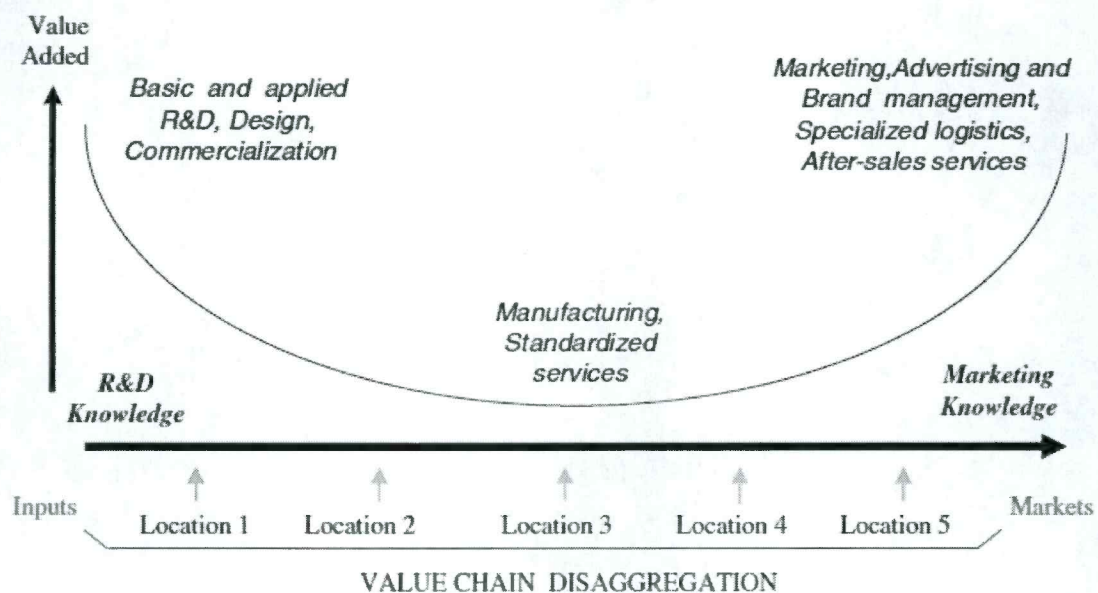 Value
Added
Basic and applied
R&D, Design,
Commercialization
Marketing,Advertising and
Brand management,
Specialized logistics,
After-sales services
Manufacturing,
Standardized
services
R&D
Knowledge
Marketing
Knowledge
Inputs
Location 1
Location 2
Location 3
Location 4
Location 5
Markets
VALUE CHAIN DISAGGREGATION